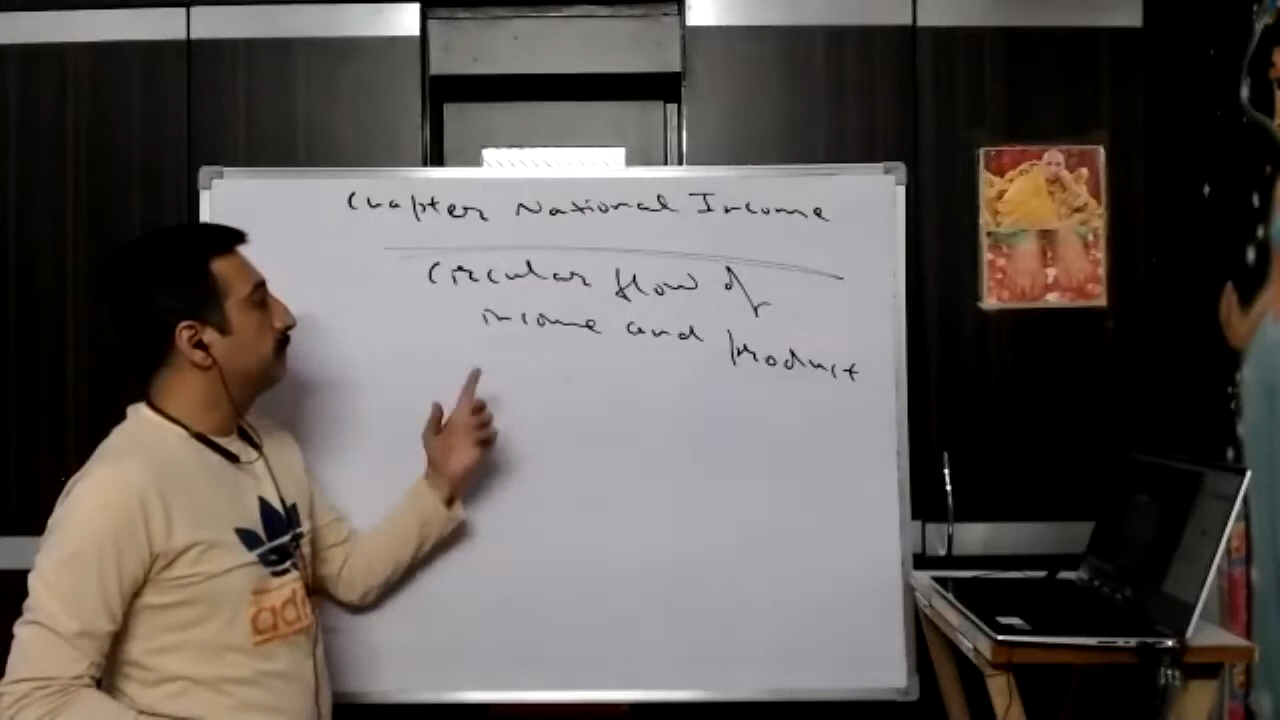 Chapter National Income
Circular flow of
income and product